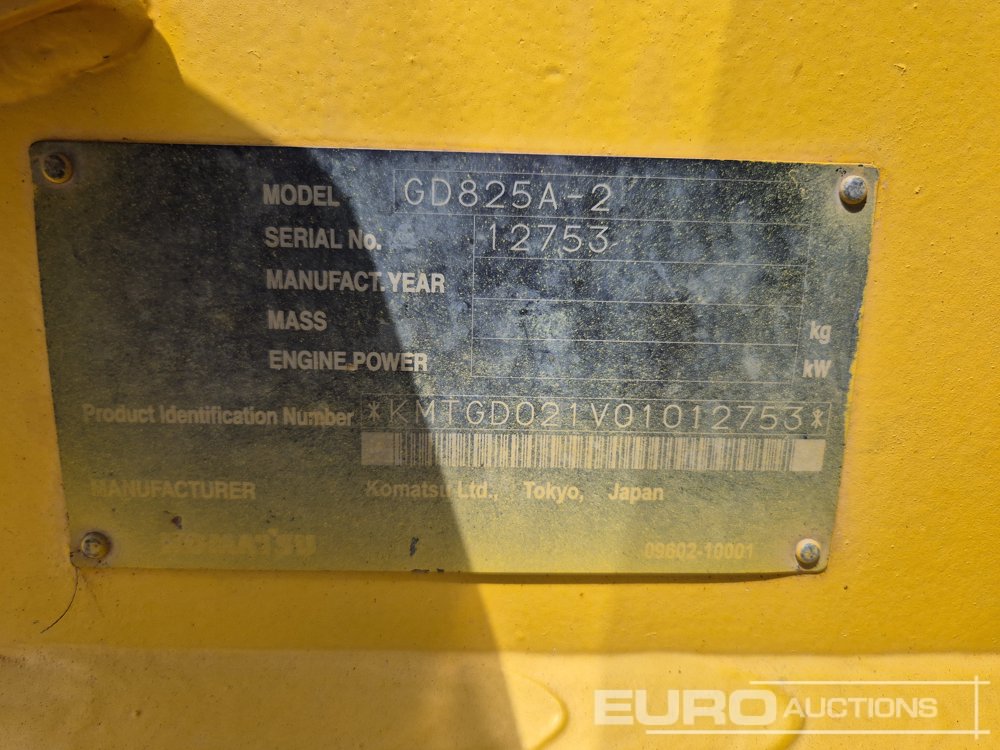 MODEL GD825A-2
SERIAL No. 12753
MANUFACT.YEAR
MASS kg
ENGINE POWER kW
Product Identification Number *KMTGD021V01012753*
MANUFACTURER Komatsu Ltd., Tokyo, Japan
KOMATSU 09602-10001
EURO AUCTIONS